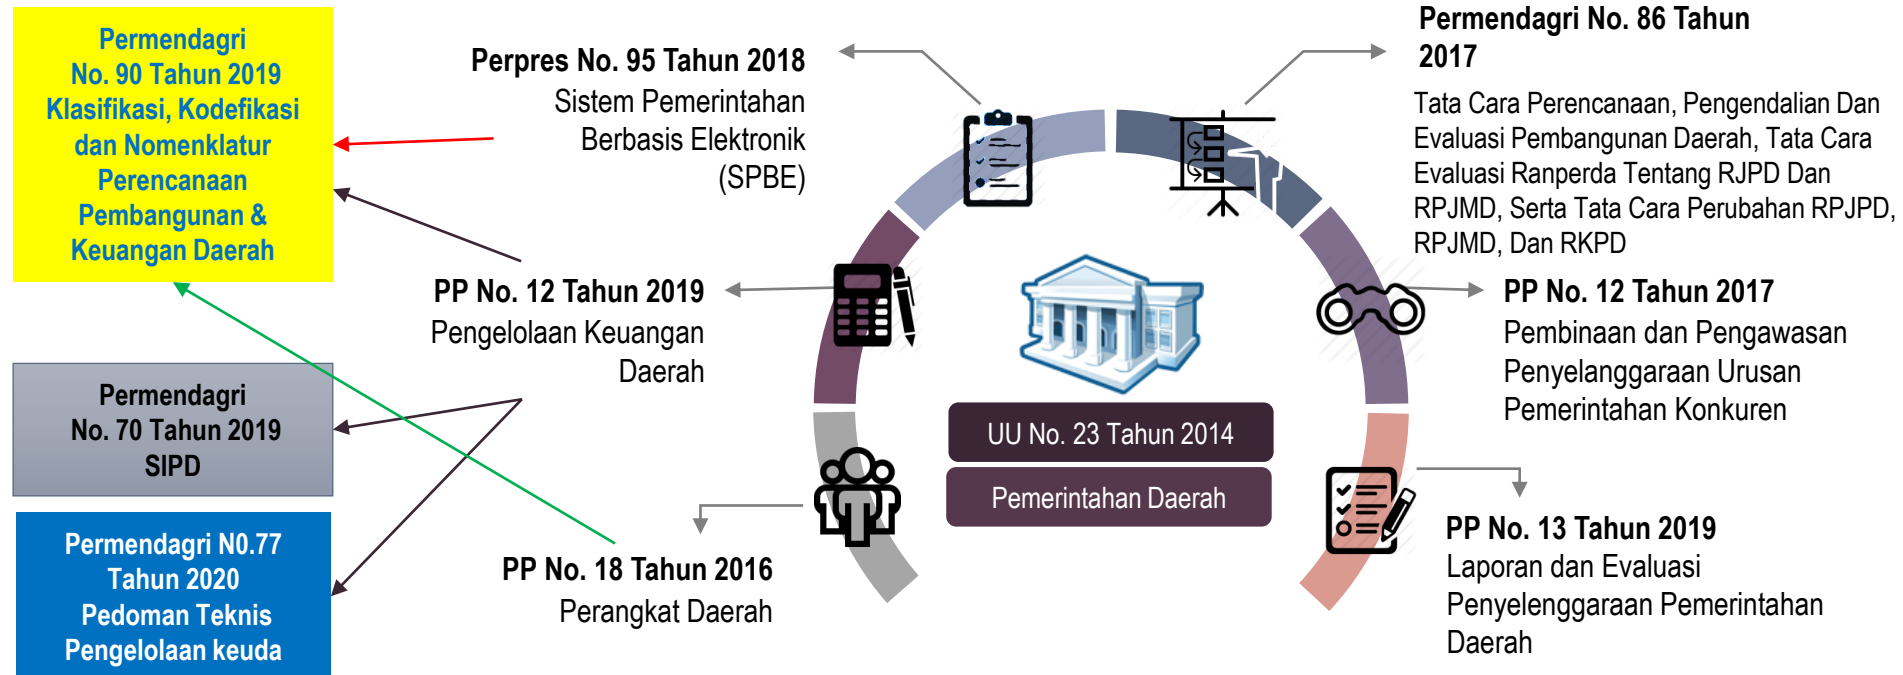 Permendagri
No. 90 Tahun 2019
Klasifikasi, Kodefikasi
dan Nomenklatur
Perencanaan
Pembangunan &
Keuangan Daerah
Permendagri
No. 70 Tahun 2019
SIPD
Permendagri N0.77
Tahun 2020
Pedoman Teknis
Pengelolaan keuda
Perpres No. 95 Tahun 2018
Sistem Pemerintahan
Berbasis Elektronik
(SPBE)
PP No. 12 Tahun 2019
Pengelolaan Keuangan
Daerah
PP No. 18 Tahun 2016
Perangkat Daerah
UU No. 23 Tahun 2014
Pemerintahan Daerah
Permendagri No. 86 Tahun
2017
Tata Cara Perencanaan, Pengendalian Dan
Evaluasi Pembangunan Daerah, Tata Cara
Evaluasi Ranperda Tentang RJPD Dan
RPJMD, Serta Tata Cara Perubahan RPJPD,
RPJMD, Dan RKPD
PP No. 12 Tahun 2017
Pembinaan dan Pengawasan
Penyelanggaraan Urusan
Pemerintahan Konkuren
PP No. 13 Tahun 2019
Laporan dan Evaluasi
Penyelenggaraan Pemerintahan
Daerah